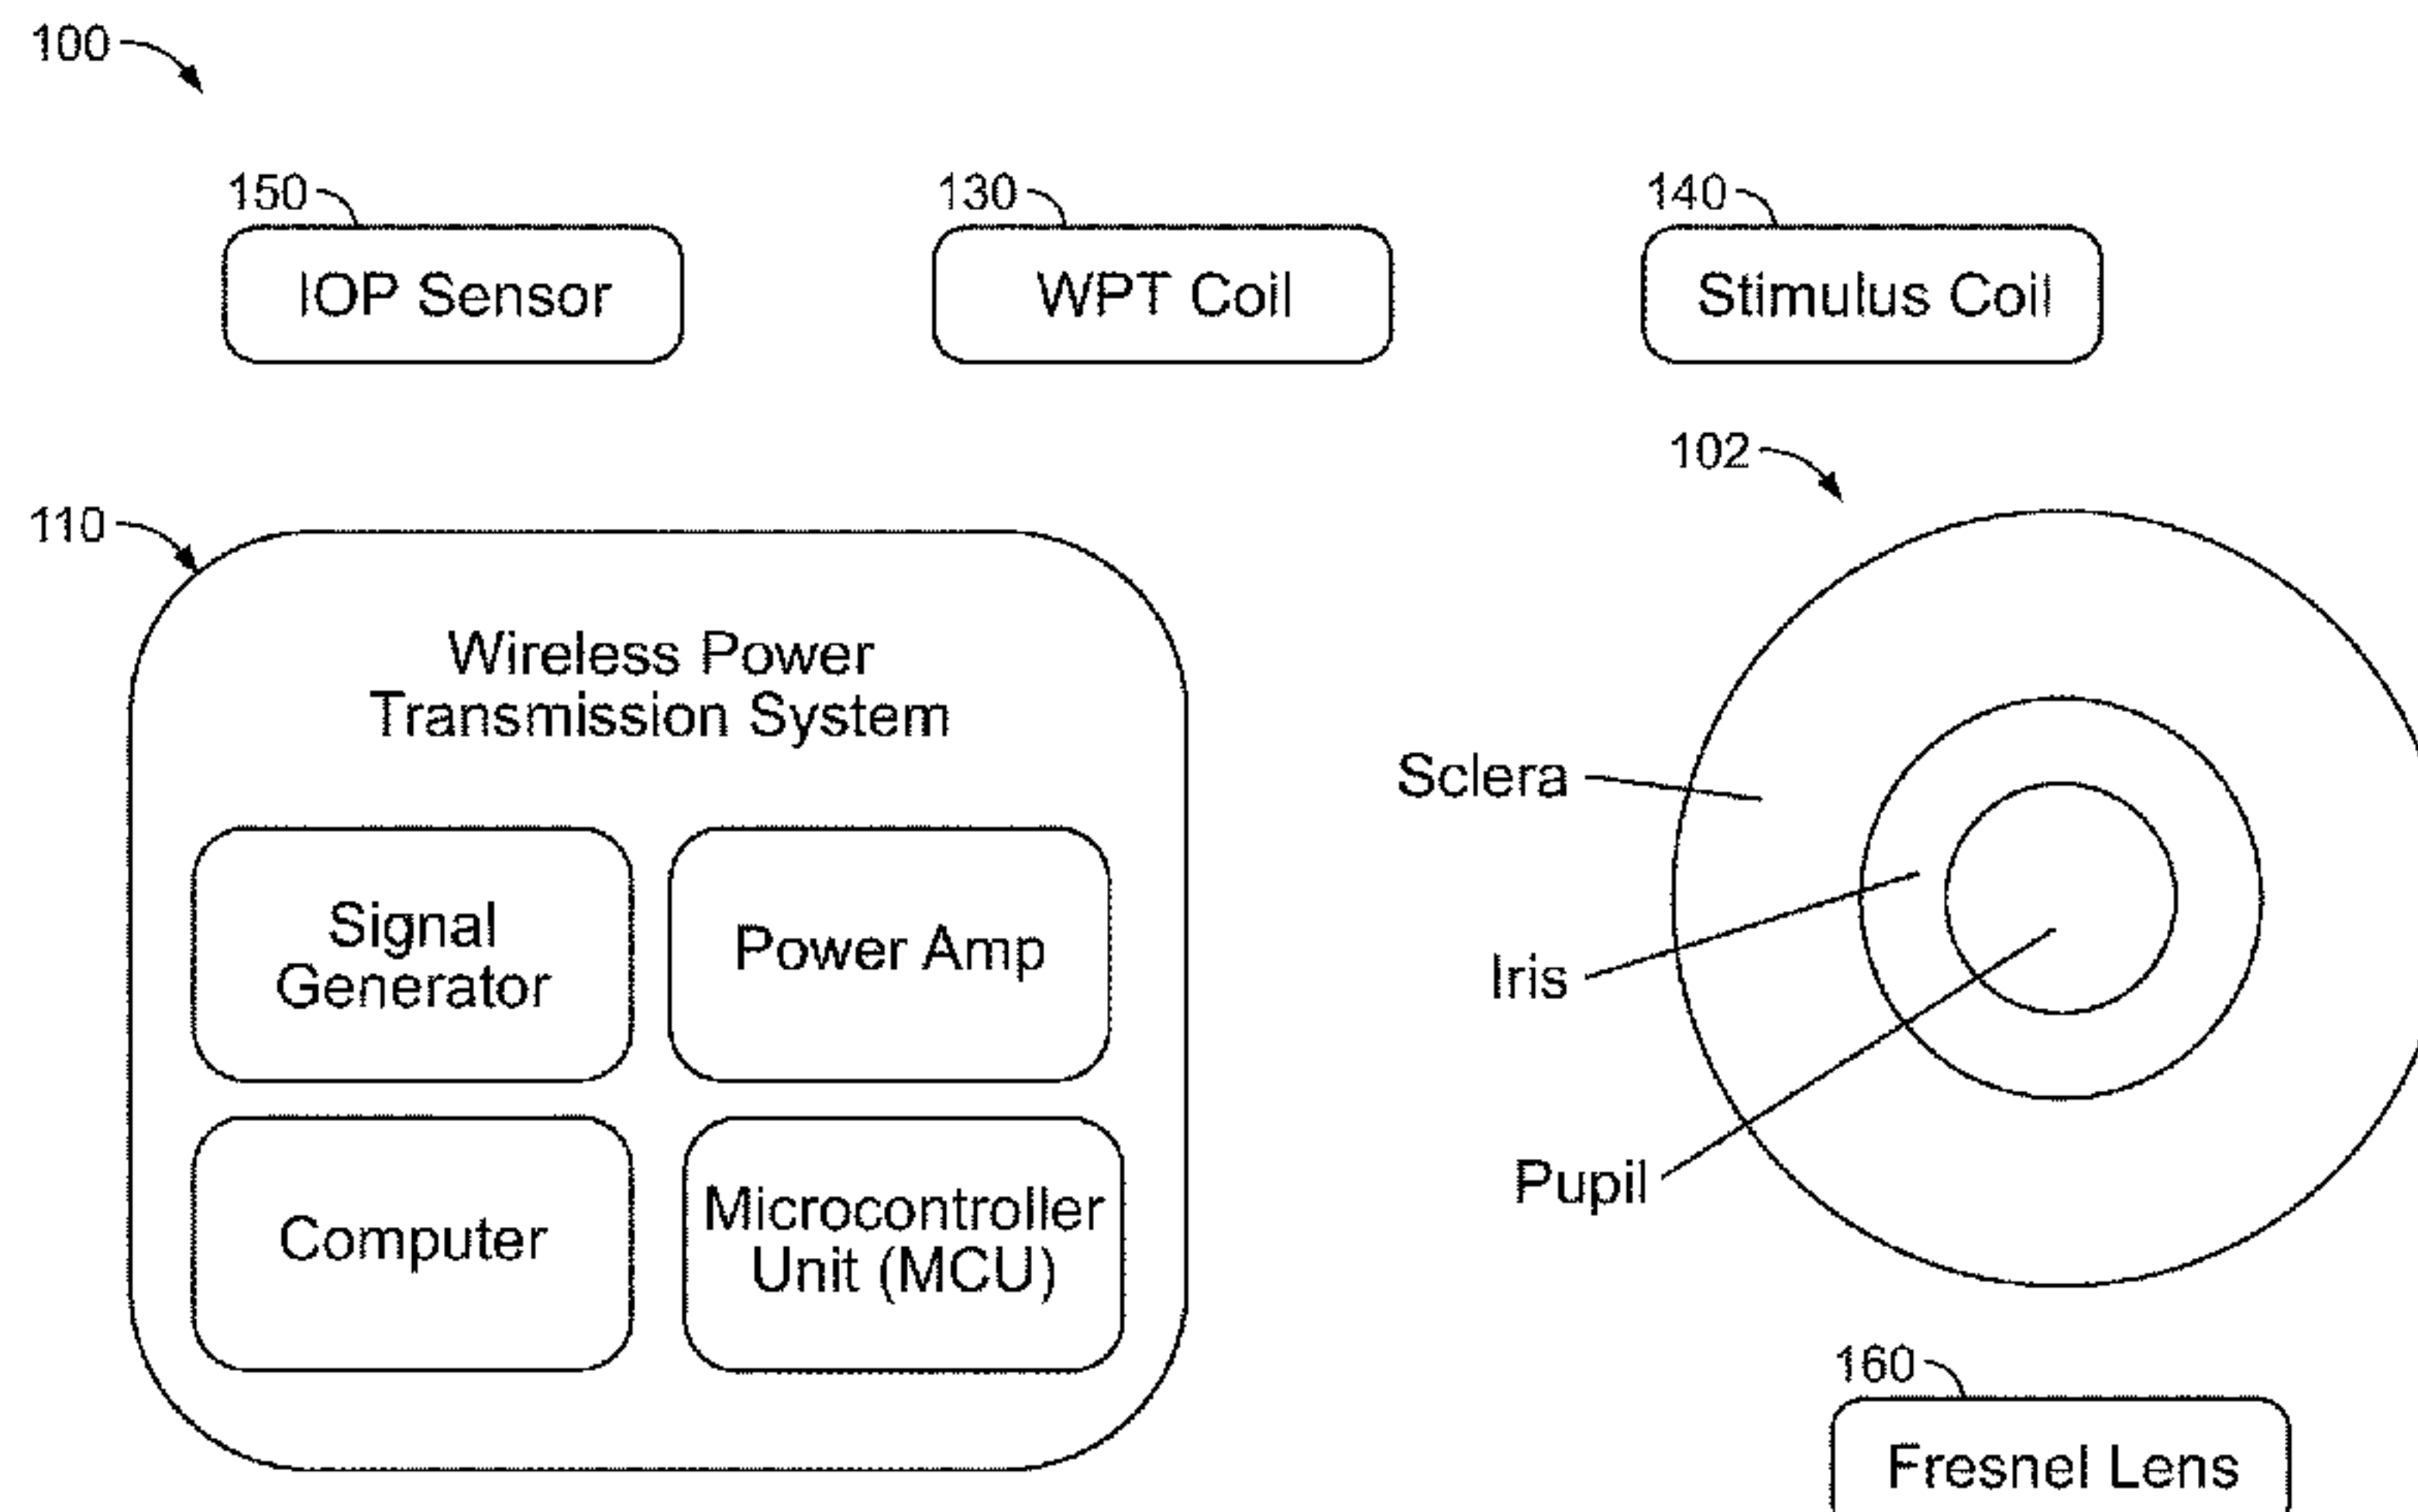 100
150
130
140
IOP Sensor
WPT Coil
Stimulus Coil
102
110
Wireless Power
Transmission System
Signal
Generator
Power Amp
Computer
Microcontroller
Unit (MCU)
Sclera
Iris
Pupil
160
Fresnel Lens